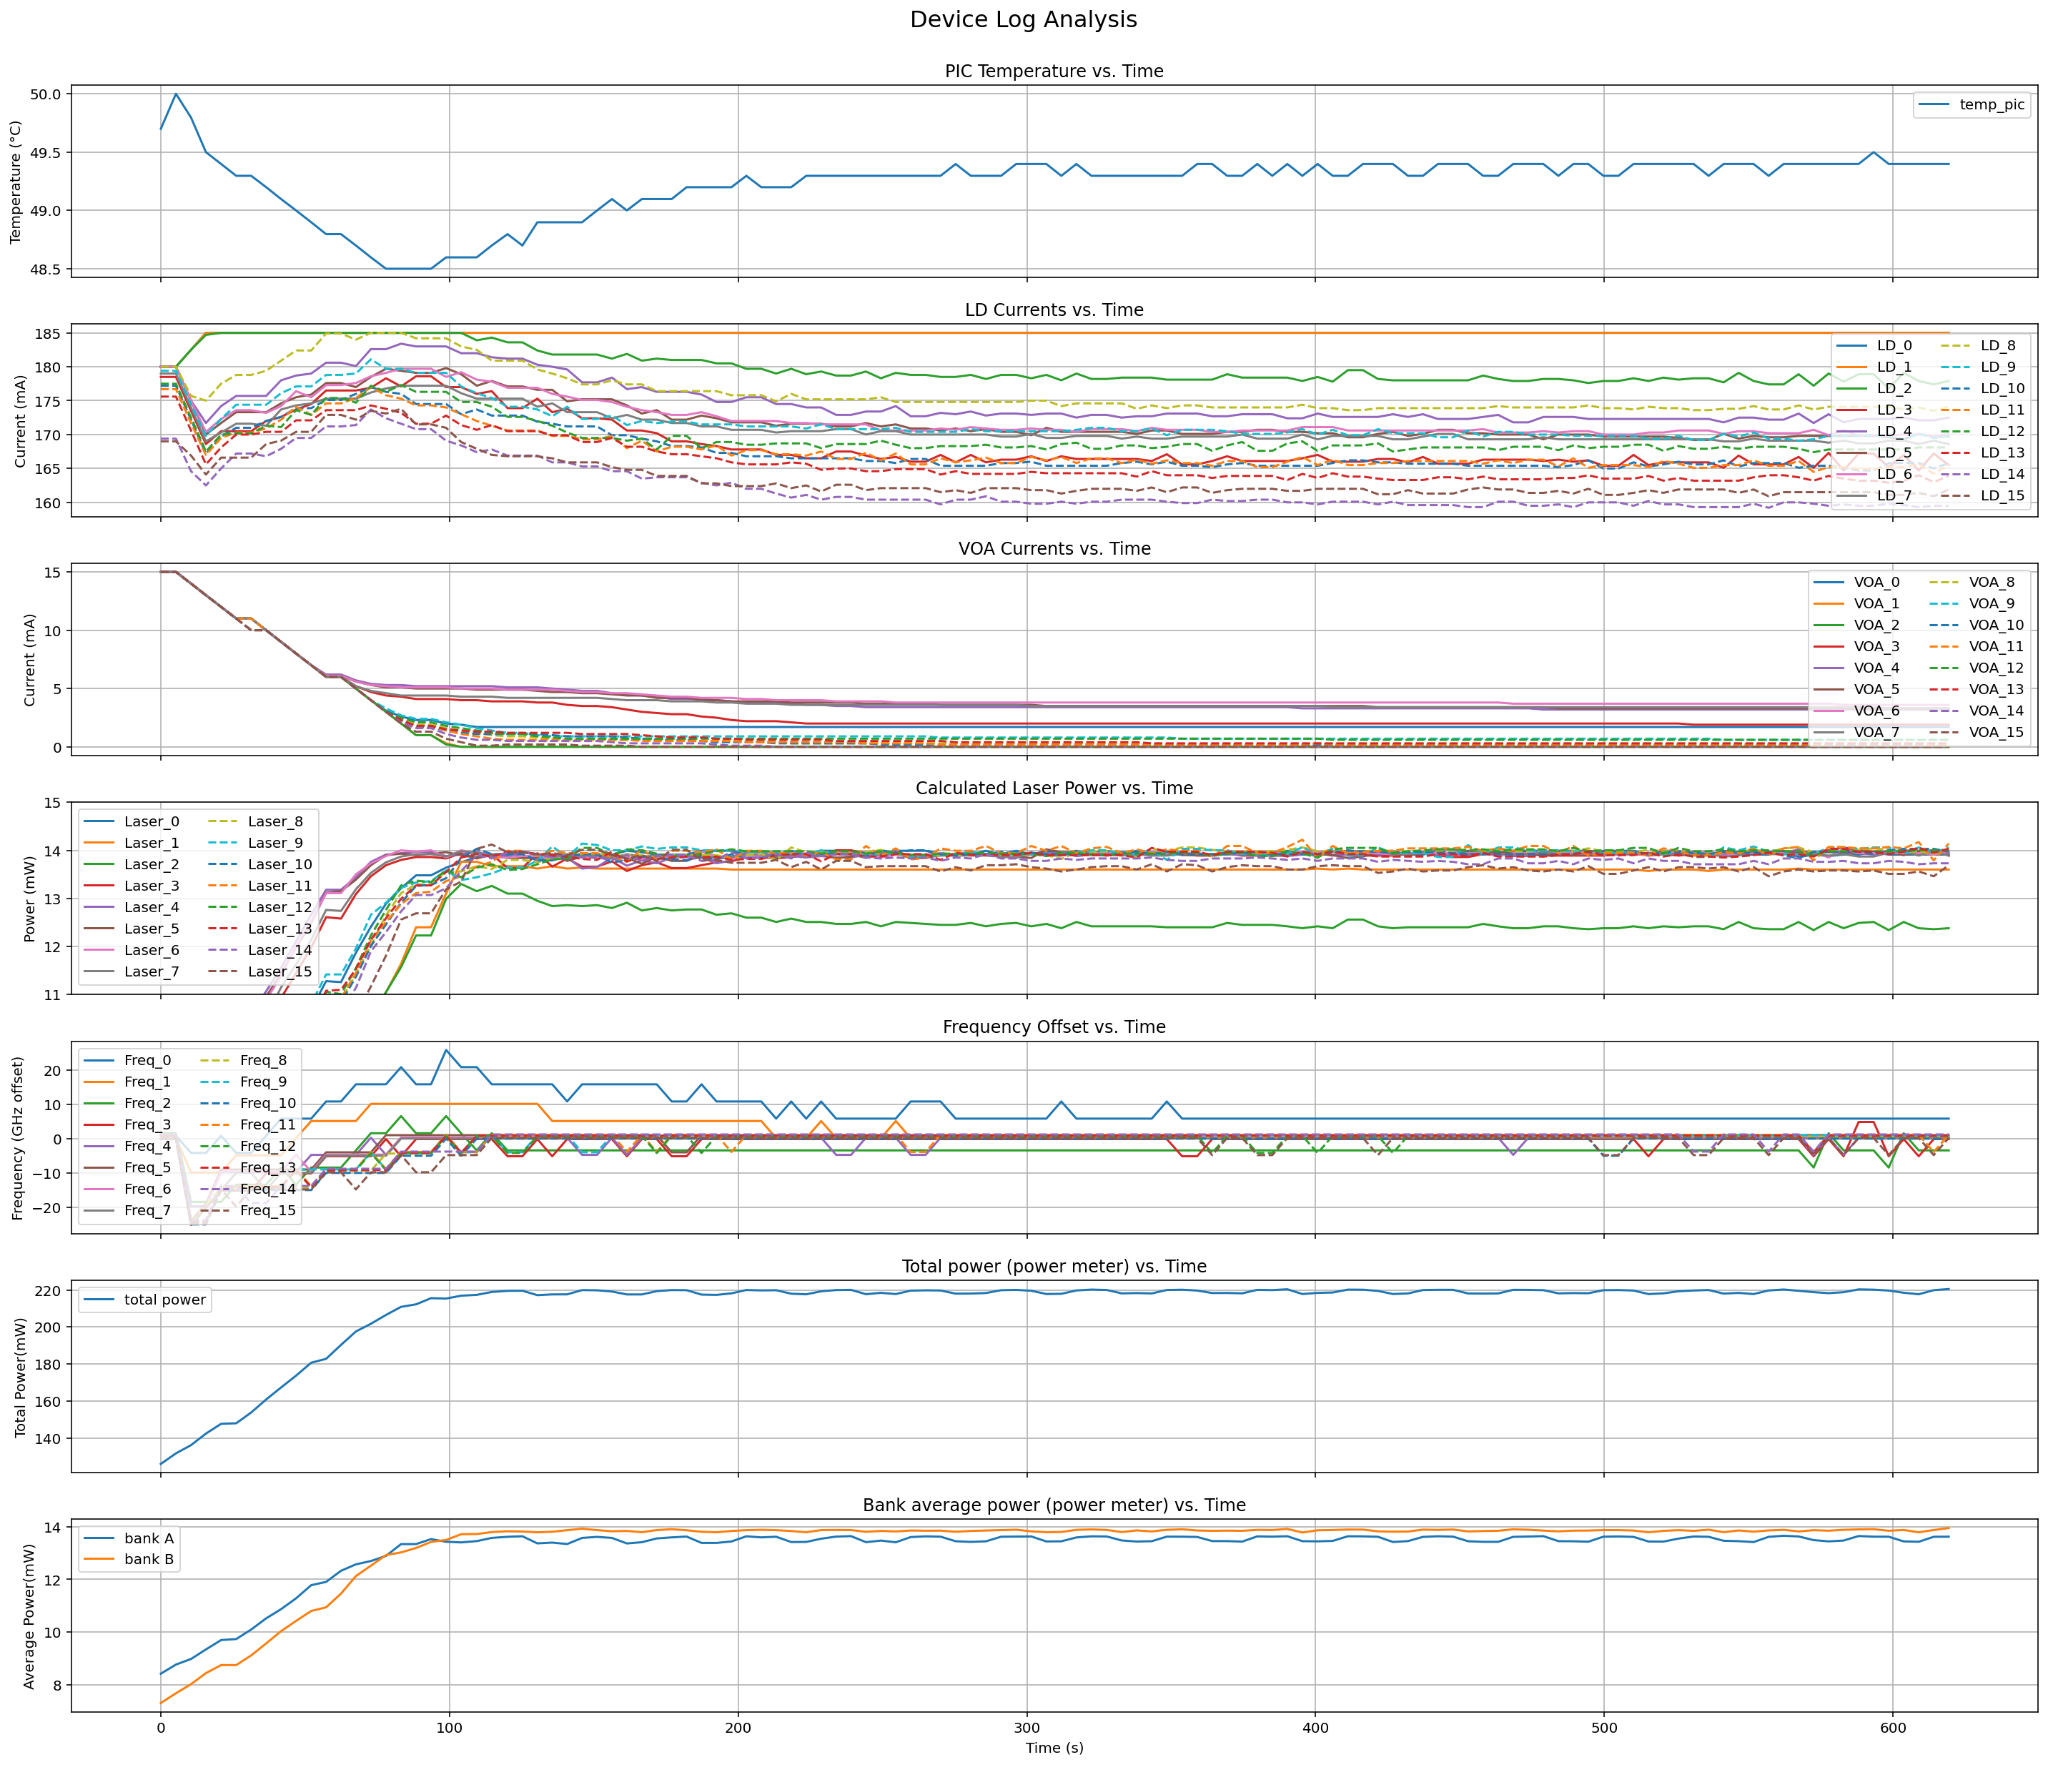 Device Log Analysis
PIC Temperature vs. Time
50.0
49.5
49.0
48.5
Temperature (°C)
temp_pic
LD Currents vs. Time
185
180
175
170
165
160
Current (mA)
LD_0 LD_8
LD_1 LD_9
LD_2 LD_10
LD_3 LD_11
LD_4 LD_12
LD_5 LD_13
LD_6 LD_14
LD_7 LD_15
VOA Currents vs. Time
15
10
5
0
Current (mA)
VOA_0 VOA_8
VOA_1 VOA_9
VOA_2 VOA_10
VOA_3 VOA_11
VOA_4 VOA_12
VOA_5 VOA_13
VOA_6 VOA_14
VOA_7 VOA_15
Calculated Laser Power vs. Time
15
14
13
12
11
Power (mW)
Laser_0 Laser_8
Laser_1 Laser_9
Laser_2 Laser_10
Laser_3 Laser_11
Laser_4 Laser_12
Laser_5 Laser_13
Laser_6 Laser_14
Laser_7 Laser_15
Frequency Offset vs. Time
20
10
0
−10
−20
Frequency (GHz offset)
Freq_0 Freq_8
Freq_1 Freq_9
Freq_2 Freq_10
Freq_3 Freq_11
Freq_4 Freq_12
Freq_5 Freq_13
Freq_6 Freq_14
Freq_7 Freq_15
Total power (power meter) vs. Time
220
200
180
160
140
Total Power(mW)
total power
Bank average power (power meter) vs. Time
14
12
10
8
Average Power(mW)
bank A
bank B
0 100 200 300 400 500 600
Time (s)